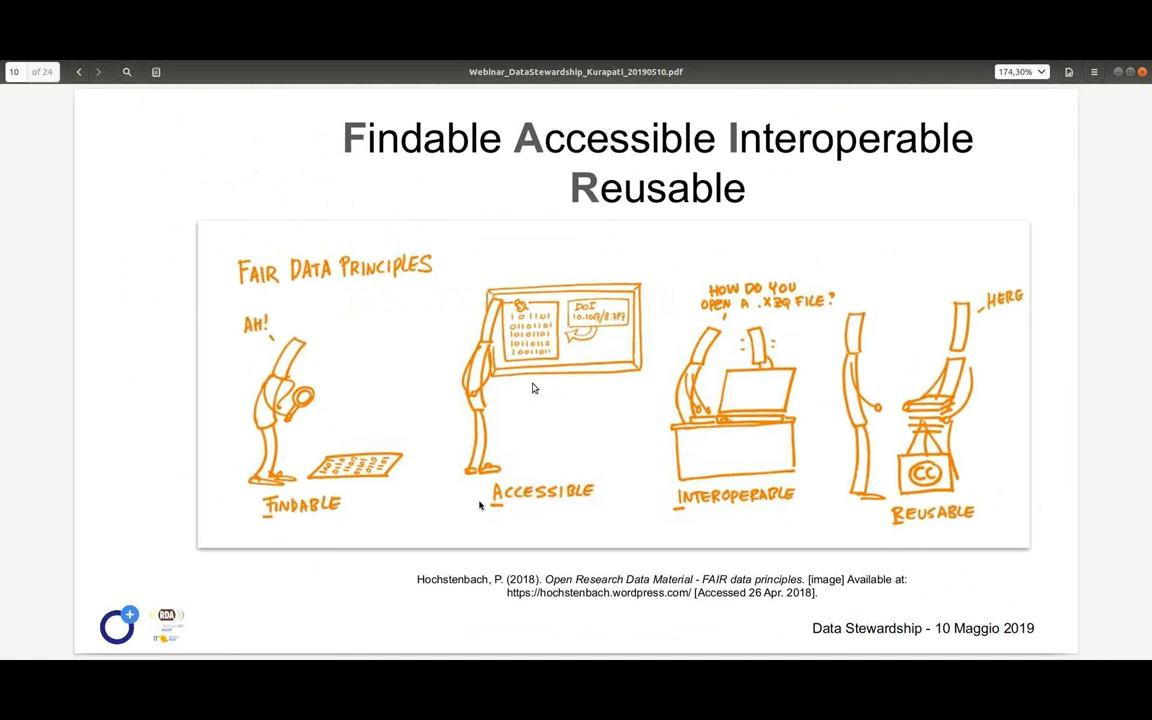 10 of 24
Webinar_DataStewardship_Kurapati_20190510.pdf
174,30%
Findable Accessible Interoperable
Reusable
FAIR DATA PRINCIPLES
AH!
FINDABLE
DOI
ACCESSIBLE
HOW DO YOU
OPEN A .XZQ FILE?
INTEROPERABLE
HERE
CC
REUSABLE
Hochstenbach, P. (2018). Open Research Data Material - FAIR data principles. [image] Available at:
https://hochstenbach.wordpress.com/ [Accessed 26 Apr. 2018].
RDA
Data Stewardship - 10 Maggio 2019